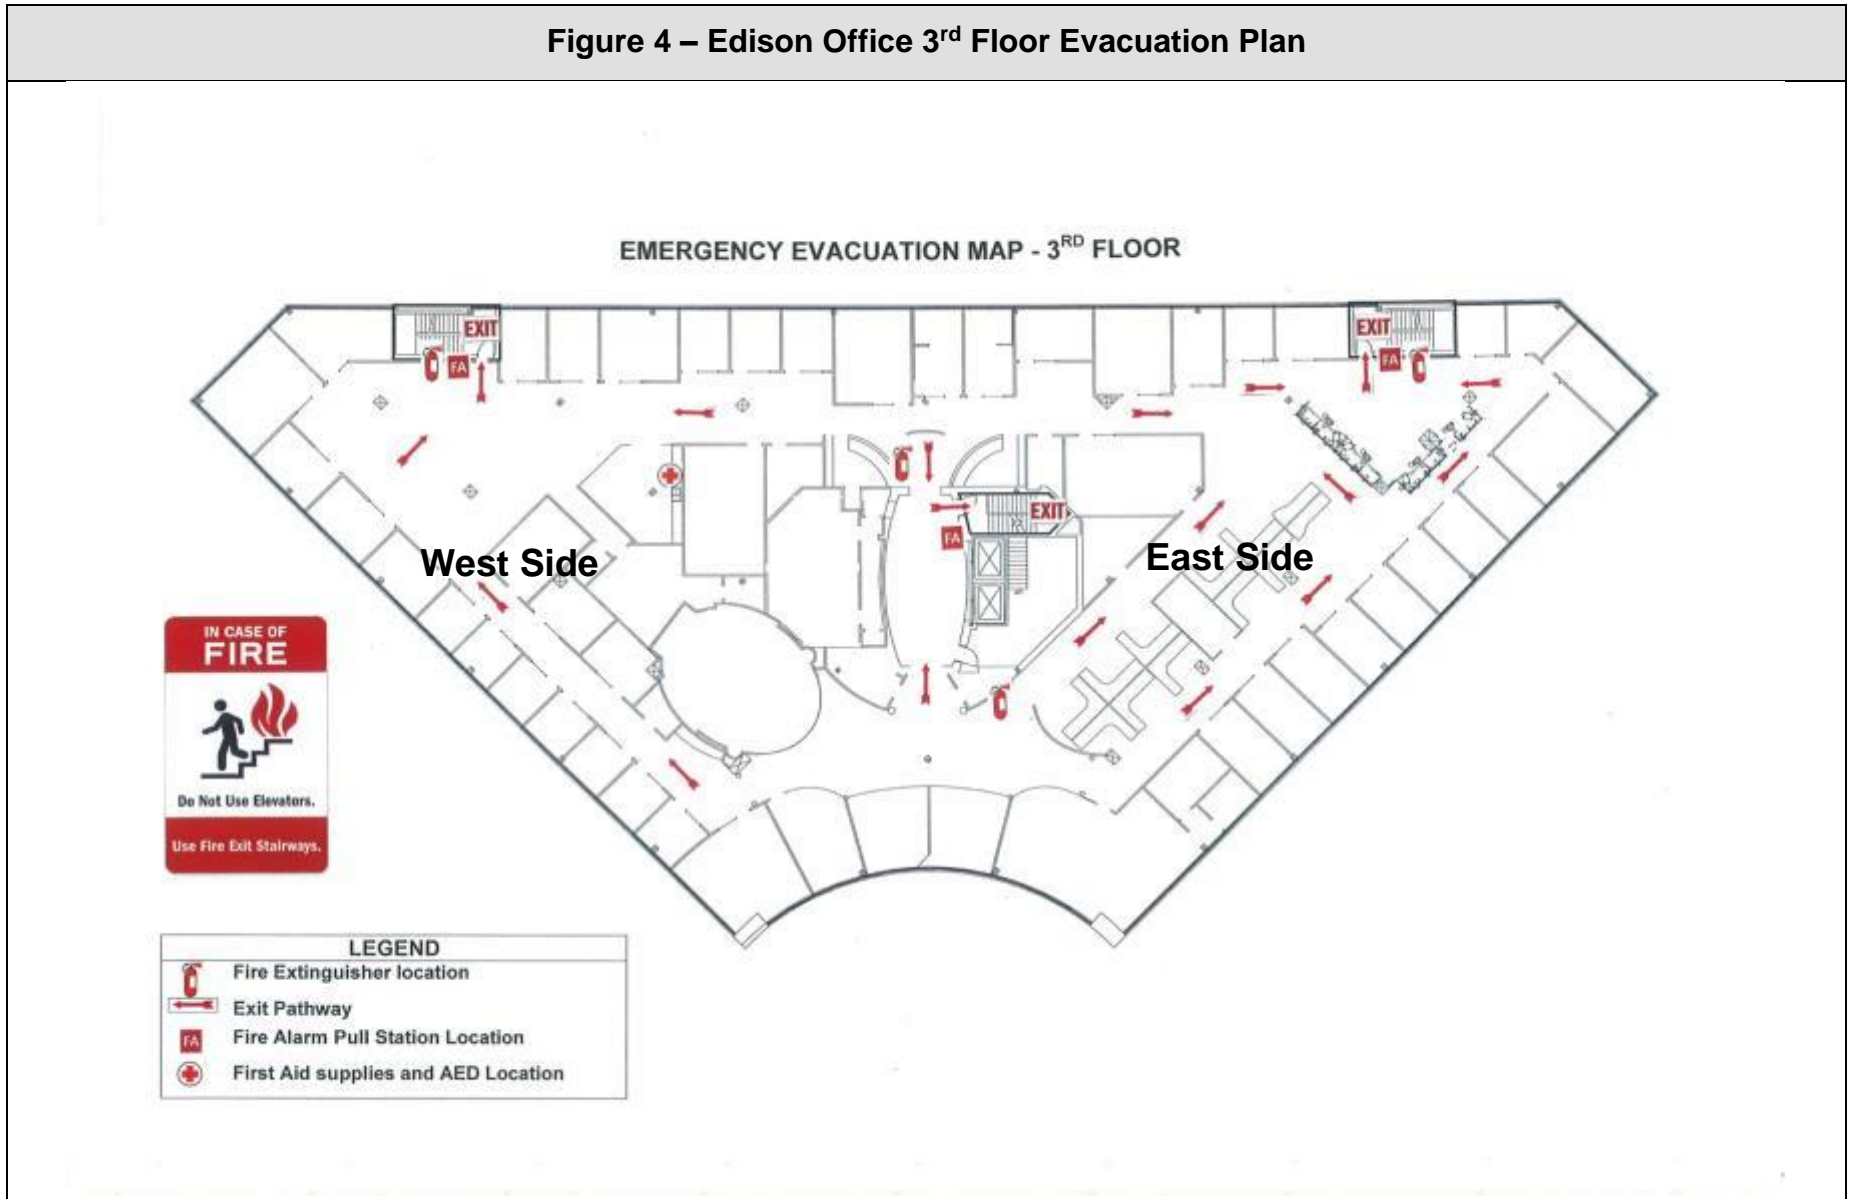 Figure 4 – Edison Office 3rd Floor Evacuation Plan
EMERGENCY EVACUATION MAP - 3RD FLOOR
EXIT
EXIT
FA
FA
EXIT
FA
West Side
East Side
IN CASE OF
FIRE
Do Not Use Elevators.
Use Fire Exit Stairways.
LEGEND
Fire Extinguisher location
Exit Pathway
FA
Fire Alarm Pull Station Location
First Aid supplies and AED Location